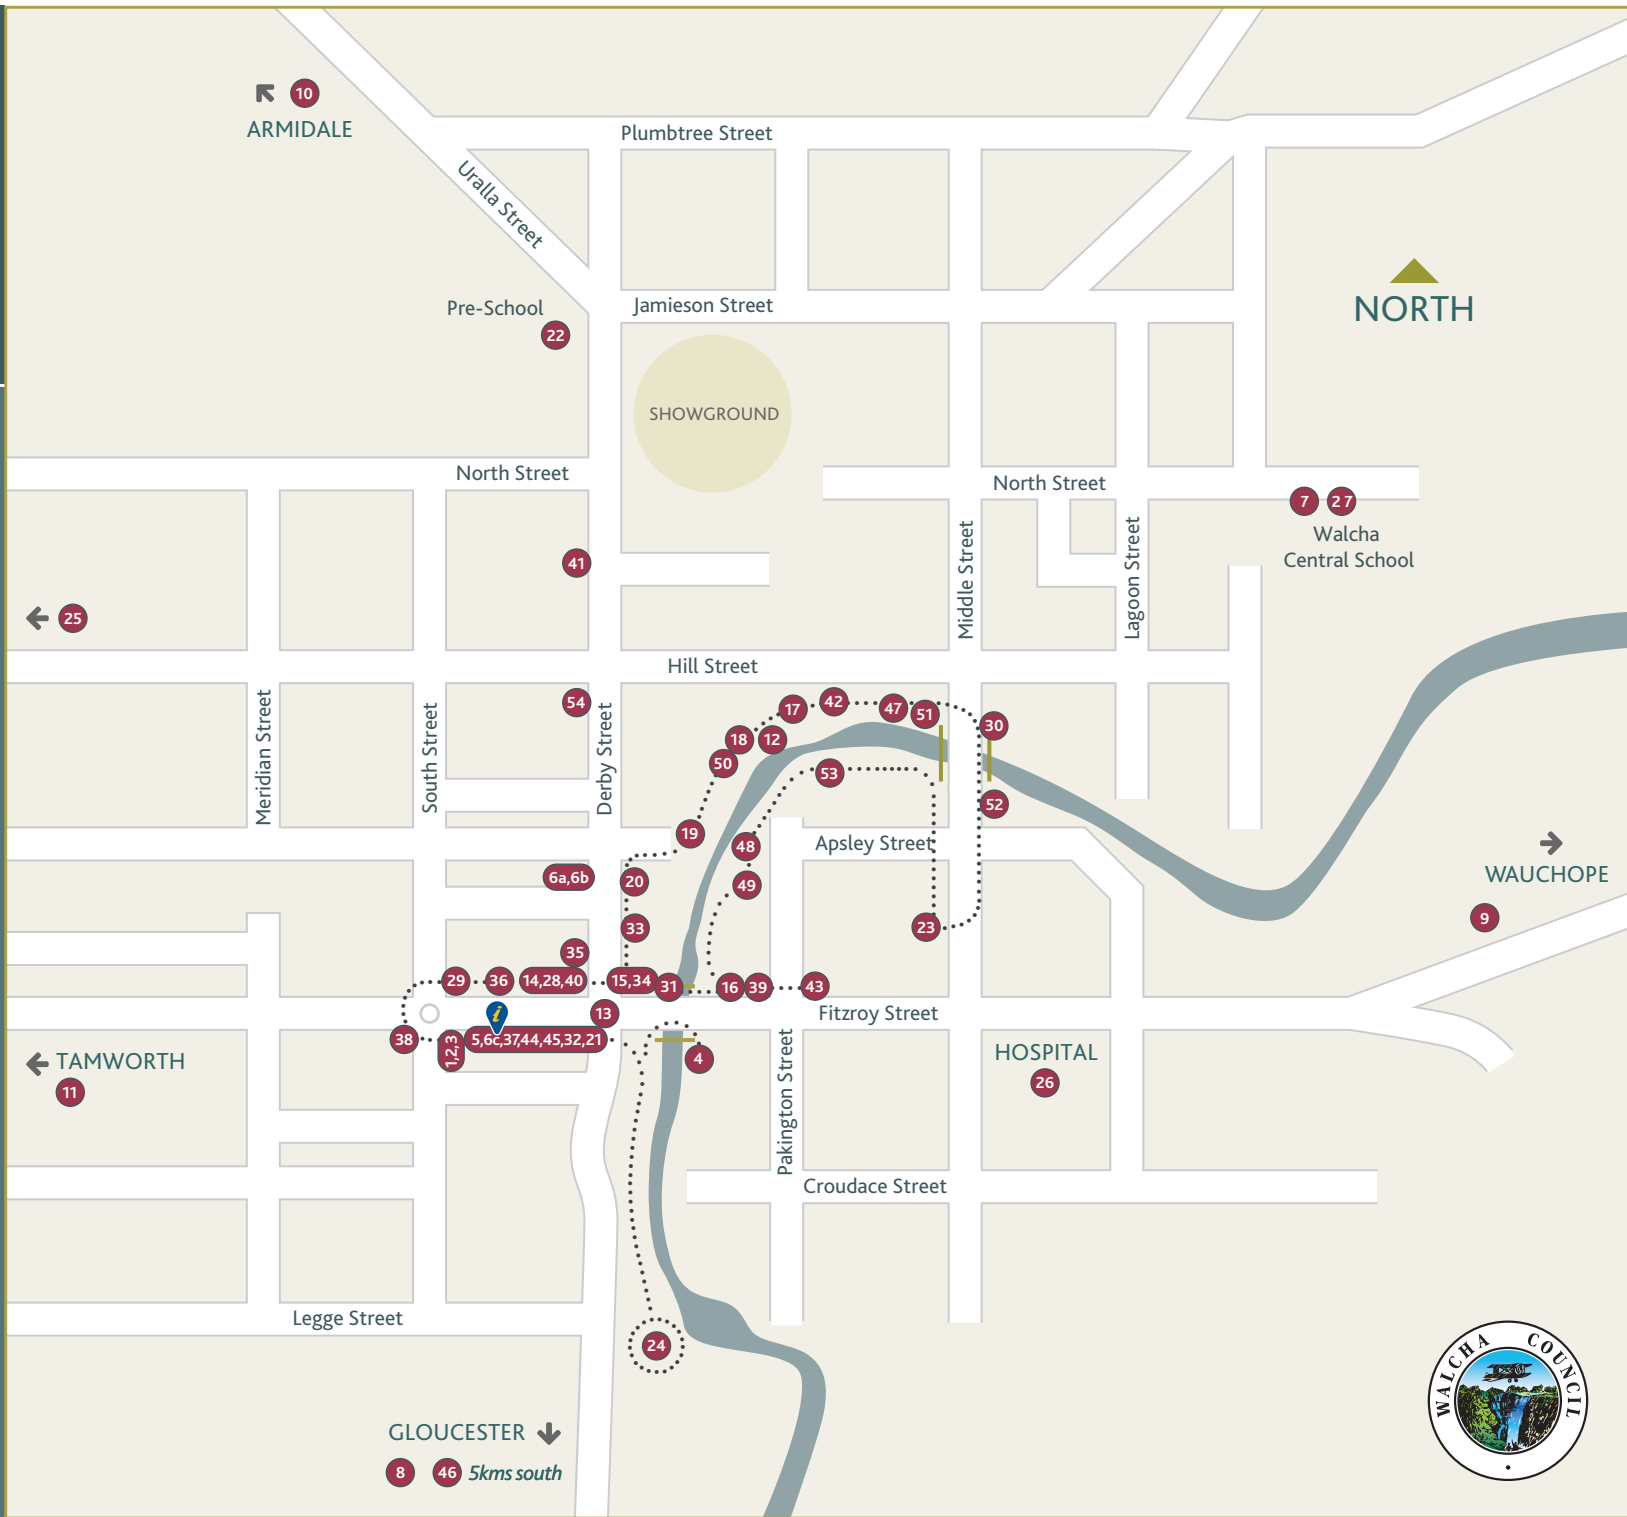 10
ARMIDALE
Plumbtree Street
Uralla Street
Pre-School
22
Jamieson Street
NORTH
SHOWGROUND
North Street
North Street
7
27
Walcha
Central School
41
Middle Street
Lagoon Street
25
Hill Street
Meridian Street
South Street
Derby Street
54
17
42
47
51
30
18
12
50
53
52
19
48
Apsley Street
WAUCHOPE
6a,6b
20
49
9
33
23
35
29
36
14,28,40
15,34
31
16
39
43
i
13
Fitzroy Street
38
1,2,3
5,6c,37,44,45,32,21
4
Pakington Street
HOSPITAL
26
TAMWORTH
11
Croudace Street
Legge Street
24
GLOUCESTER
8
46
5kms south
WALCHA COUNCIL